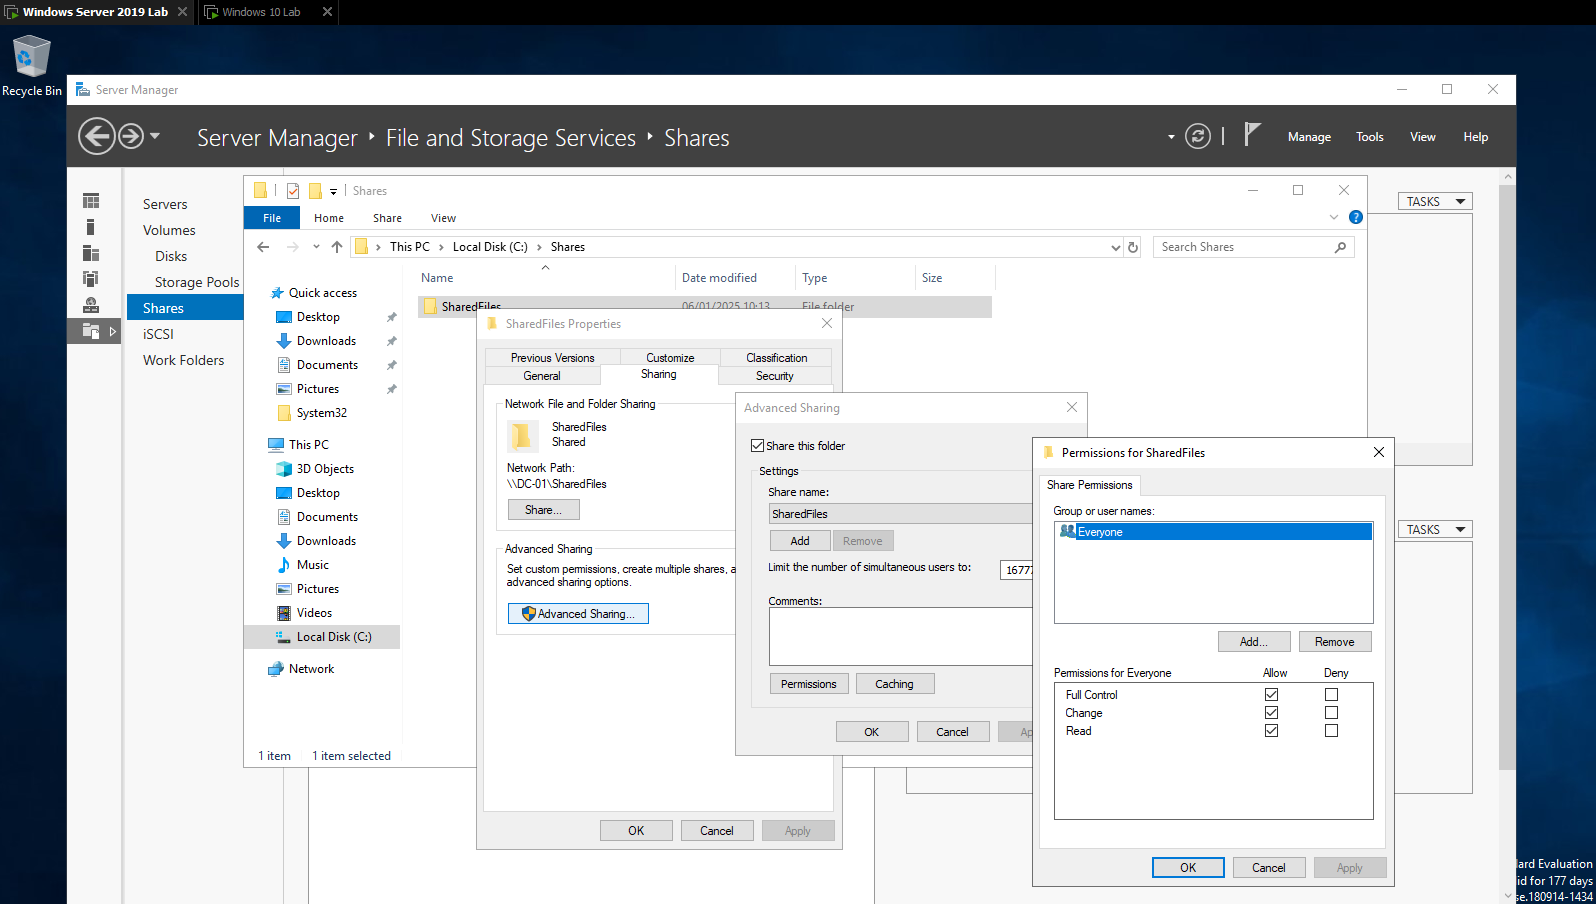 Windows Server 2019 Lab
Windows 10 Lab
Recycle Bin
Server Manager
Server Manager
File and Storage Services
Shares
Manage
Tools
View
Help
Servers
Volumes
Disks
Storage Pools
Shares
iSCSI
Work Folders
TASKS
TASKS
Shares
File
Home
Share
View
This PC
Local Disk (C:)
Shares
Search Shares
Name
Date modified
Type
Size
SharedFiles
06/01/2025 10:13
File folder
Quick access
Desktop
Downloads
Documents
Pictures
System32
This PC
3D Objects
Desktop
Documents
Downloads
Music
Pictures
Videos
Local Disk (C:)
Network
1 item
1 item selected
SharedFiles Properties
Previous Versions
Customize
Classification
General
Sharing
Security
Network File and Folder Sharing
SharedFiles
Shared
Network Path:
\\DC-01\SharedFiles
Share...
Advanced Sharing
Set custom permissions, create multiple shares, a
advanced sharing options.
Advanced Sharing...
OK
Cancel
Apply
Advanced Sharing
Share this folder
Settings
Share name:
SharedFiles
Add
Remove
Limit the number of simultaneous users to:
1677
Comments:
Permissions
Caching
OK
Cancel
Ap
Permissions for SharedFiles
Share Permissions
Group or user names:
Everyone
Add...
Remove
Permissions for Everyone
Allow
Deny
Full Control
Change
Read
OK
Cancel
Apply
dard Evaluation
id for 177 days
se.180914-1434